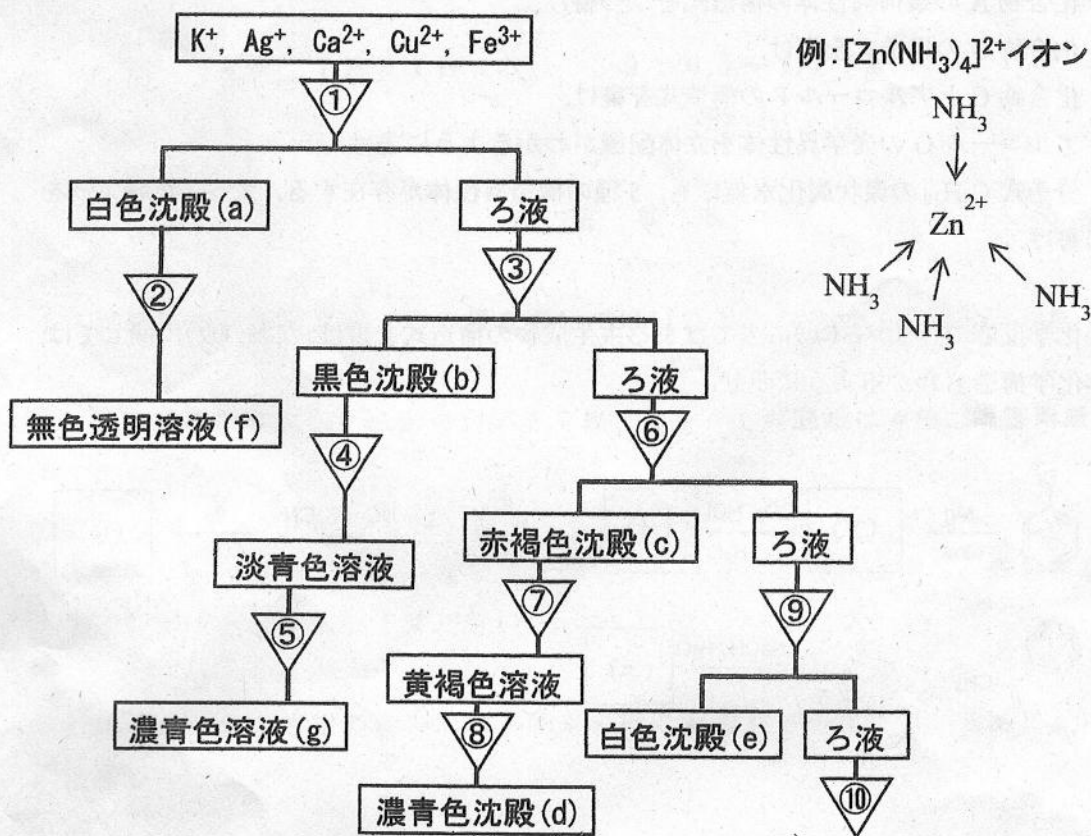 K⁺, Ag⁺, Ca²⁺, Cu²⁺, Fe³⁺
例:[Zn(NH₃)₄]²⁺イオン
①
NH₃
白色沈殿(a)
ろ液
Zn²⁺
②
③
NH₃
NH₃
NH₃
黒色沈殿(b)
ろ液
無色透明溶液(f)
④
⑥
淡青色溶液
赤褐色沈殿(c)
ろ液
⑤
⑦
⑨
黄褐色溶液
濃青色溶液(g)
⑧
白色沈殿(e)
ろ液
濃青色沈殿(d)
⑩